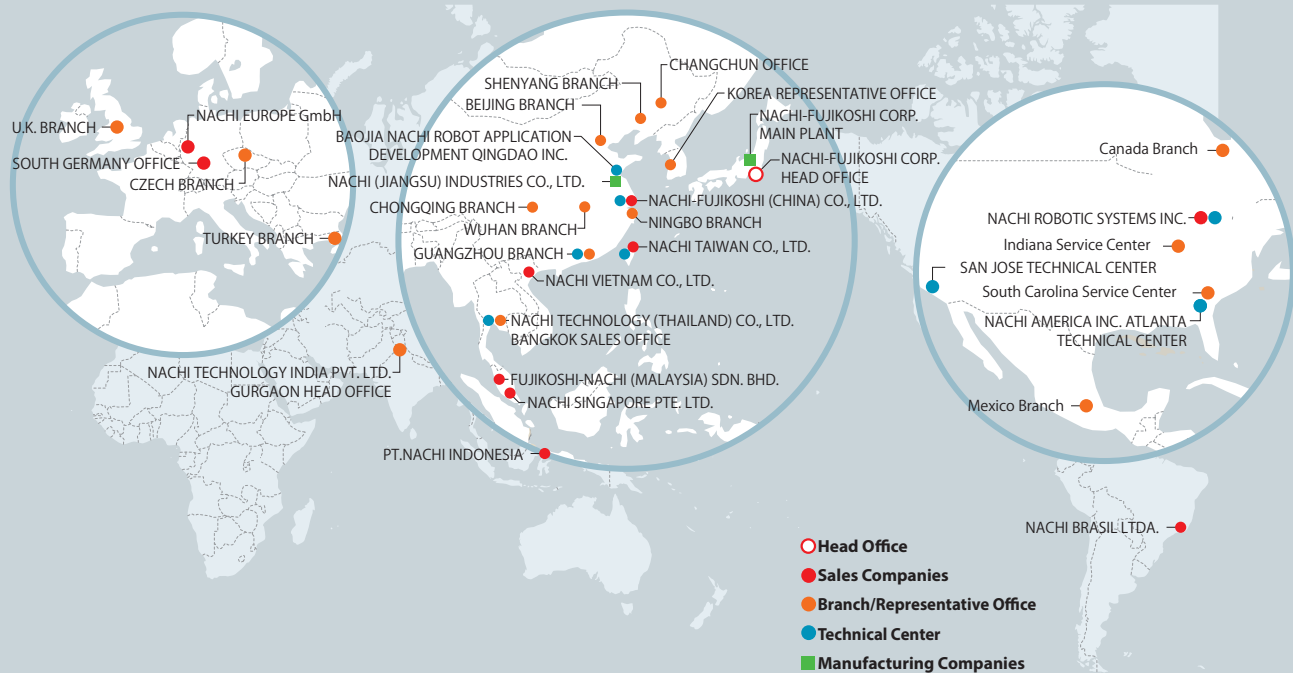 U.K. BRANCH
NACHI EUROPE GmbH
SOUTH GERMANY OFFICE
CZECH BRANCH
TURKEY BRANCH
NACHI TECHNOLOGY INDIA PVT. LTD.
GURGAON HEAD OFFICE
CHANGCHUN OFFICE
SHENYANG BRANCH
KOREA REPRESENTATIVE OFFICE
BEIJING BRANCH
NACHI-FUJIKOSHI CORP.
MAIN PLANT
BAOJIA NACHI ROBOT APPLICATION
DEVELOPMENT QINGDAO INC.
NACHI-FUJIKOSHI CORP.
HEAD OFFICE
NACHI (JIANGSU) INDUSTRIES CO., LTD.
NACHI-FUJIKOSHI (CHINA) CO., LTD.
CHONGQING BRANCH
NINGBO BRANCH
WUHAN BRANCH
NACHI TAIWAN CO., LTD.
GUANGZHOU BRANCH
NACHI VIETNAM CO., LTD.
NACHI TECHNOLOGY (THAILAND) CO., LTD.
BANGKOK SALES OFFICE
FUJIKOSHI-NACHI (MALAYSIA) SDN. BHD.
NACHI SINGAPORE PTE. LTD.
PT.NACHI INDONESIA
Canada Branch
NACHI ROBOTIC SYSTEMS INC.
Indiana Service Center
SAN JOSE TECHNICAL CENTER
South Carolina Service Center
NACHI AMERICA INC. ATLANTA
TECHNICAL CENTER
Mexico Branch
NACHI BRASIL LTDA.
Head Office
Sales Companies
Branch/Representative Office
Technical Center
Manufacturing Companies